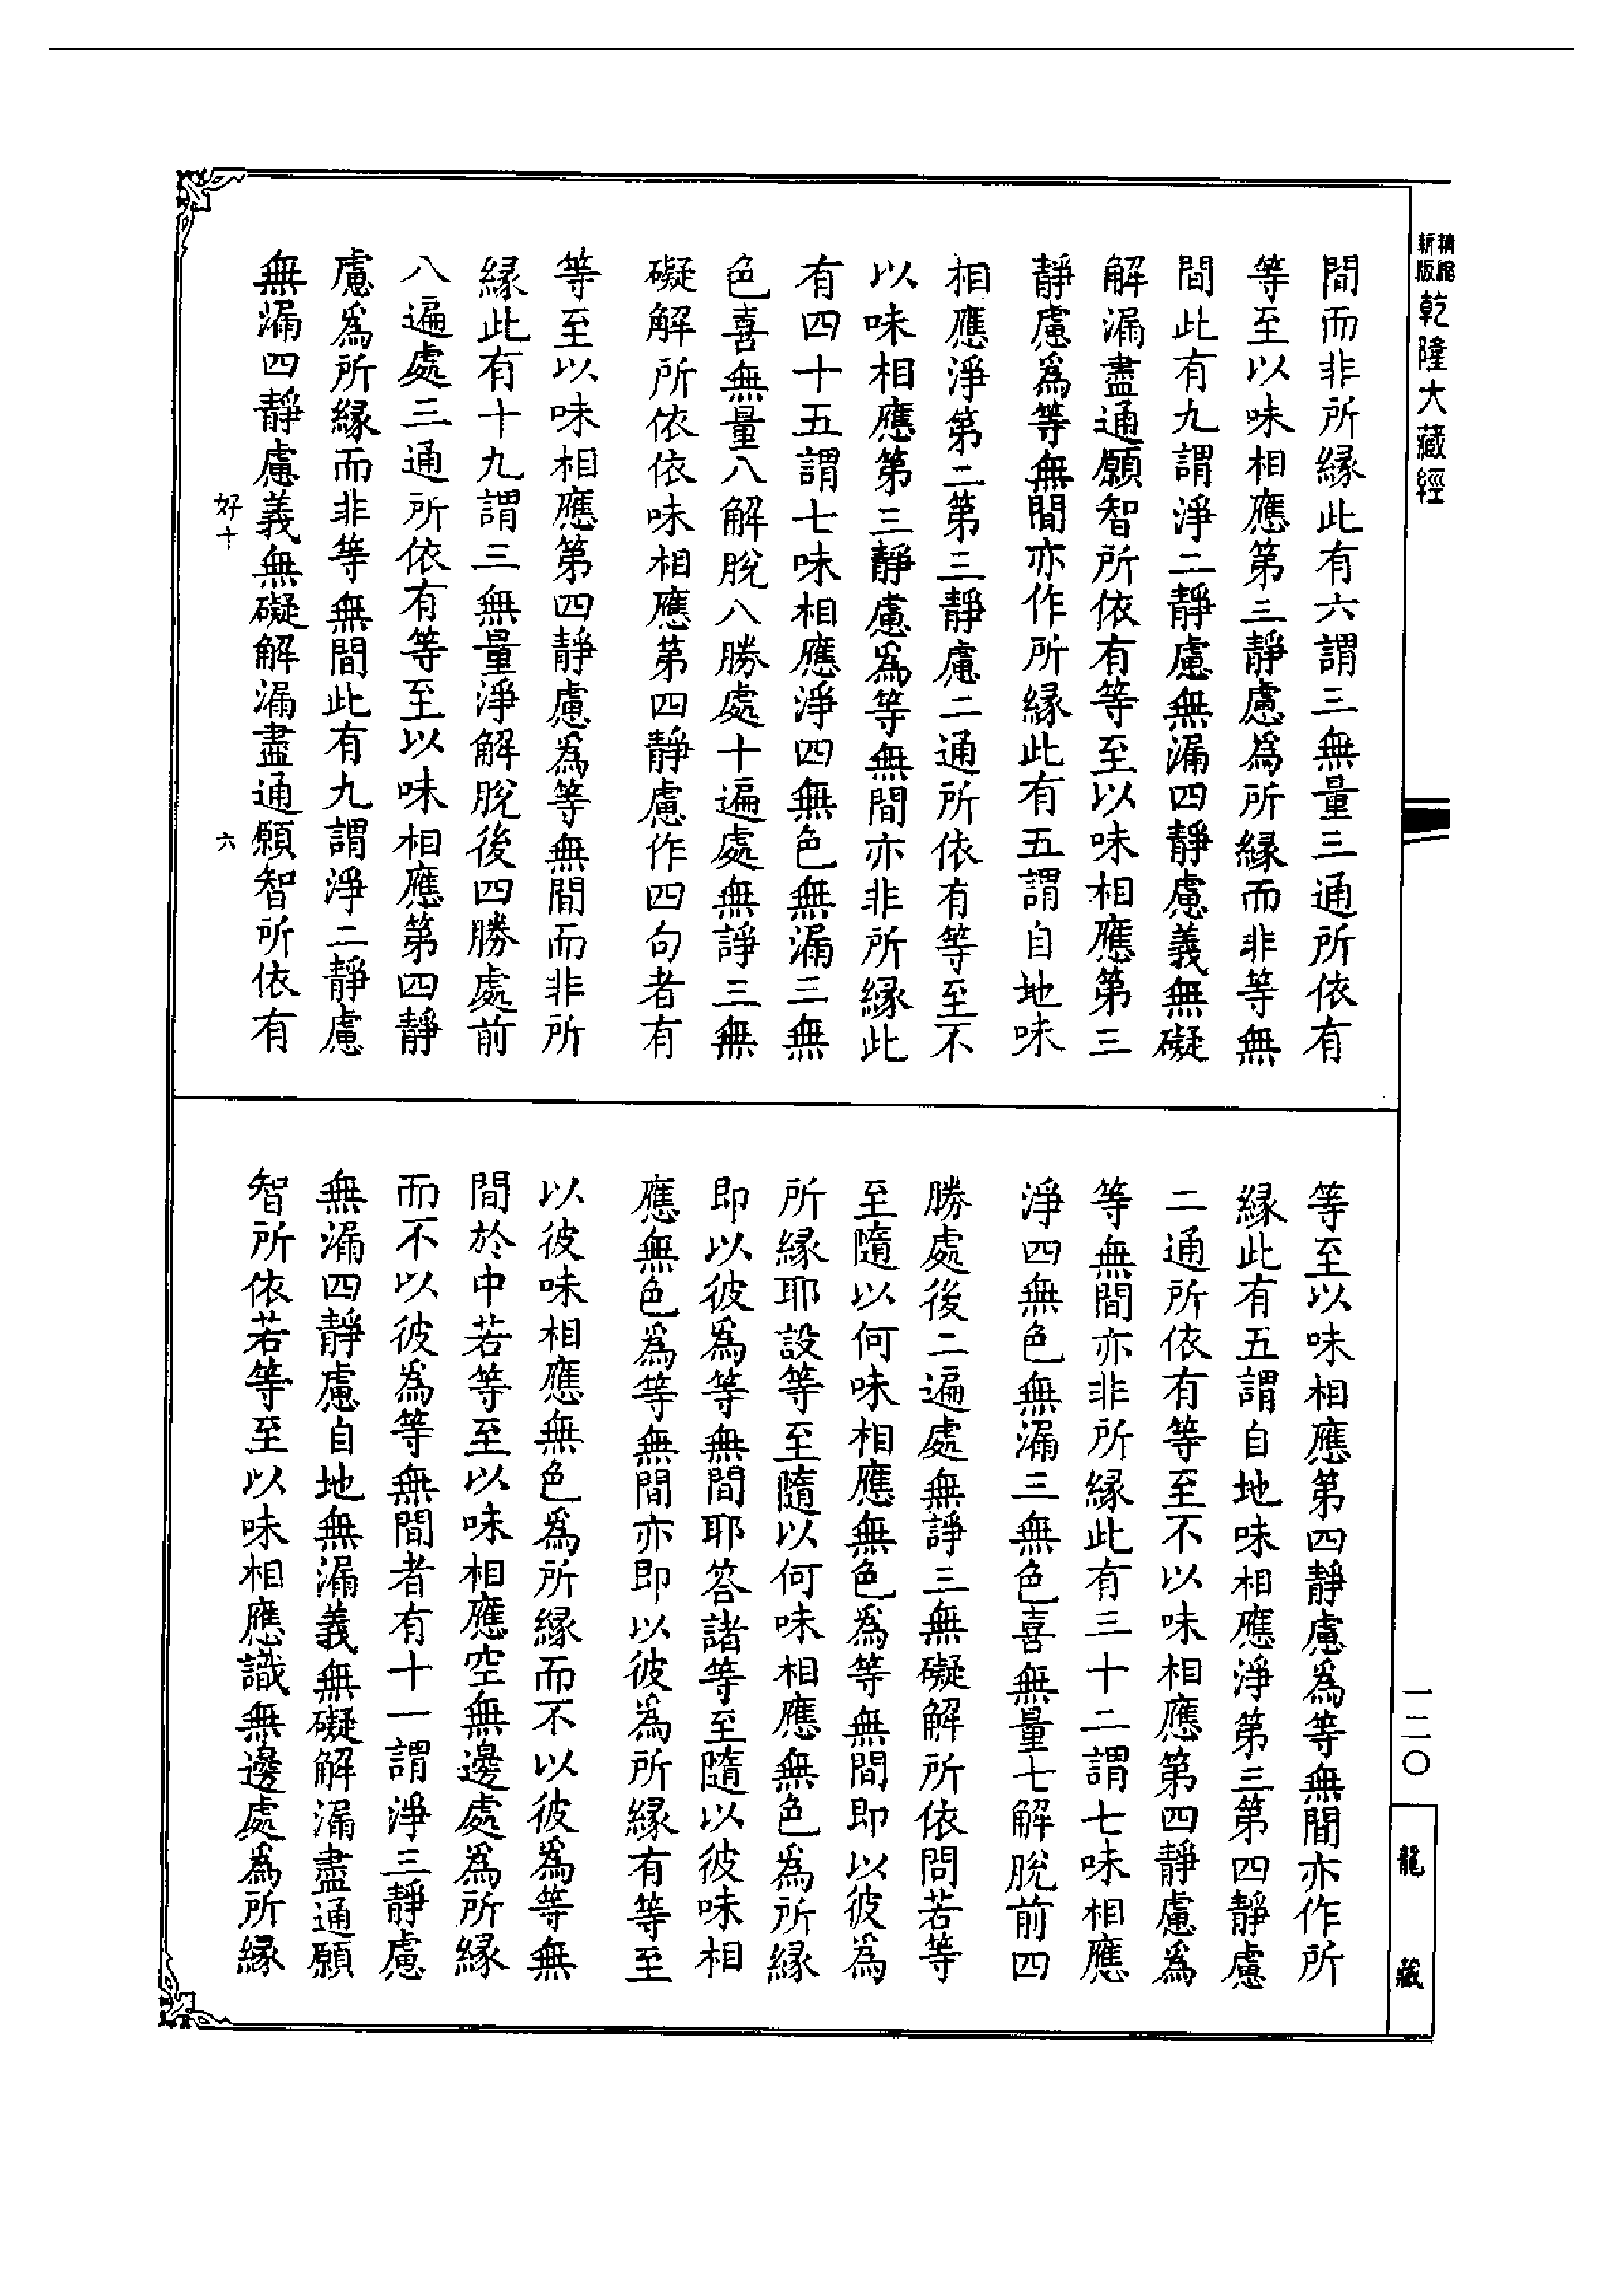 精縮
新版
乾隆大藏經
間而非所緣此有六謂三無量三通所依有
等至以味相應第三靜慮為所緣而非等無
間此有九謂淨二靜慮無漏四靜慮義無礙
解漏盡通願智所依有等至以味相應第三
靜慮為等無間亦作所緣此有五謂自地味
相應淨第二第三靜慮二通所依有等至不
以味相應第三靜慮為等無間亦非所緣此
有四十五謂七味相應淨四無色無漏三無
色喜無量八解脫八勝處十遍處無諍三無
礙解所依依味相應第四靜慮作四句者有
等至以味相應第四靜慮為等無間而非所
緣此有十九謂三無量淨解脫後四勝處前
八遍處三通所依有等至以味相應第四靜
慮為所緣而非等無間此有九謂淨二靜慮
無漏四靜慮義無礙解漏盡通願智所依有
好十
六
等至以味相應第四靜慮為等無間亦作所
緣此有五謂自地味相應淨第三第四靜慮
二通所依有等至不以味相應第四靜慮為
等無間亦非所緣此有三十二謂七味相應
淨四無色無漏三無色喜無量七解脫前四
勝處後二遍處無諍三無礙解所依問若等
至隨以何味相應無色為等無間即以彼為
所緣耶設等至隨以何味相應無色為所緣
即以彼為等無間耶答諸等至隨以彼味相
應無色為等無間亦即以彼為所緣有等至
以彼味相應無色為所緣而不以彼為等無
間於中若等至以味相應空無邊處為所緣
而不以彼為等無間者有十一謂淨三靜慮
無漏四靜慮自地無漏義無礙解漏盡通願
智所依若等至以味相應識無邊處為所緣
一二〇
龍藏